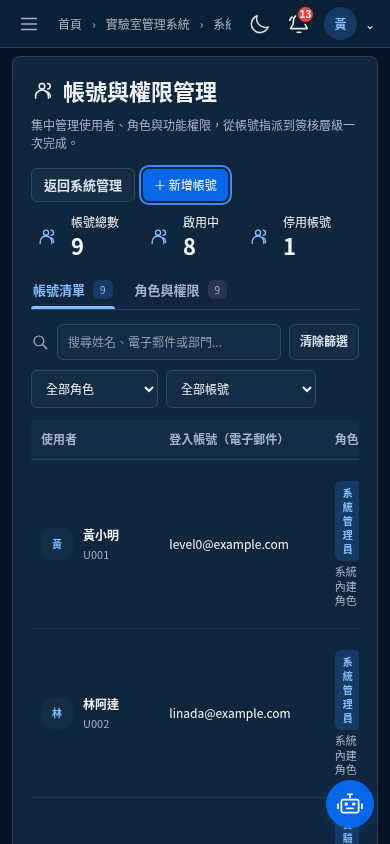 首頁 › 實驗室管理系統 › 系統
13
黃
帳號與權限管理
集中管理使用者、角色與功能權限，從帳號指派到簽核層級一
次完成。
返回系統管理
＋ 新增帳號
帳號總數
9
啟用中
8
停用帳號
1
帳號清單 9
角色與權限 9
搜尋姓名、電子郵件或部門...
清除篩選
全部角色
全部帳號
使用者
登入帳號（電子郵件）
角色
黃
黃小明
U001
level0@example.com
系
統
管
理
員
系統
內建
角色
林
林阿達
U002
linada@example.com
系
統
管
理
員
系統
內建
角色
驗